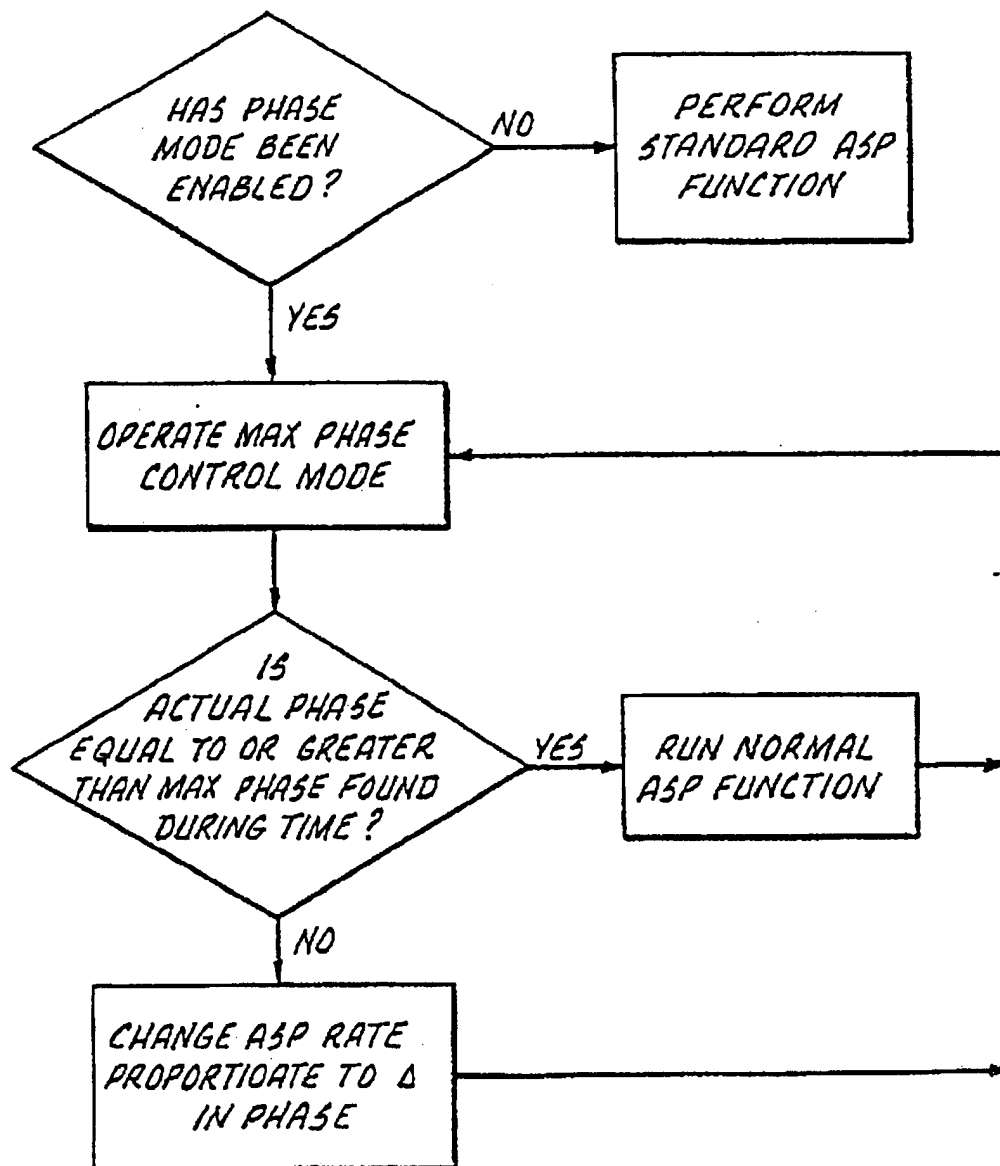 HAS PHASE
MODE BEEN
ENABLED?
NO
PERFORM
STANDARD ASP
FUNCTION
YES
OPERATE MAX PHASE
CONTROL MODE
IS
ACTUAL PHASE
EQUAL TO OR GREATER
THAN MAX PHASE FOUND
DURING TIME?
YES
RUN NORMAL
ASP FUNCTION
NO
CHANGE ASP RATE
PROPORTIOATE TO Δ
IN PHASE